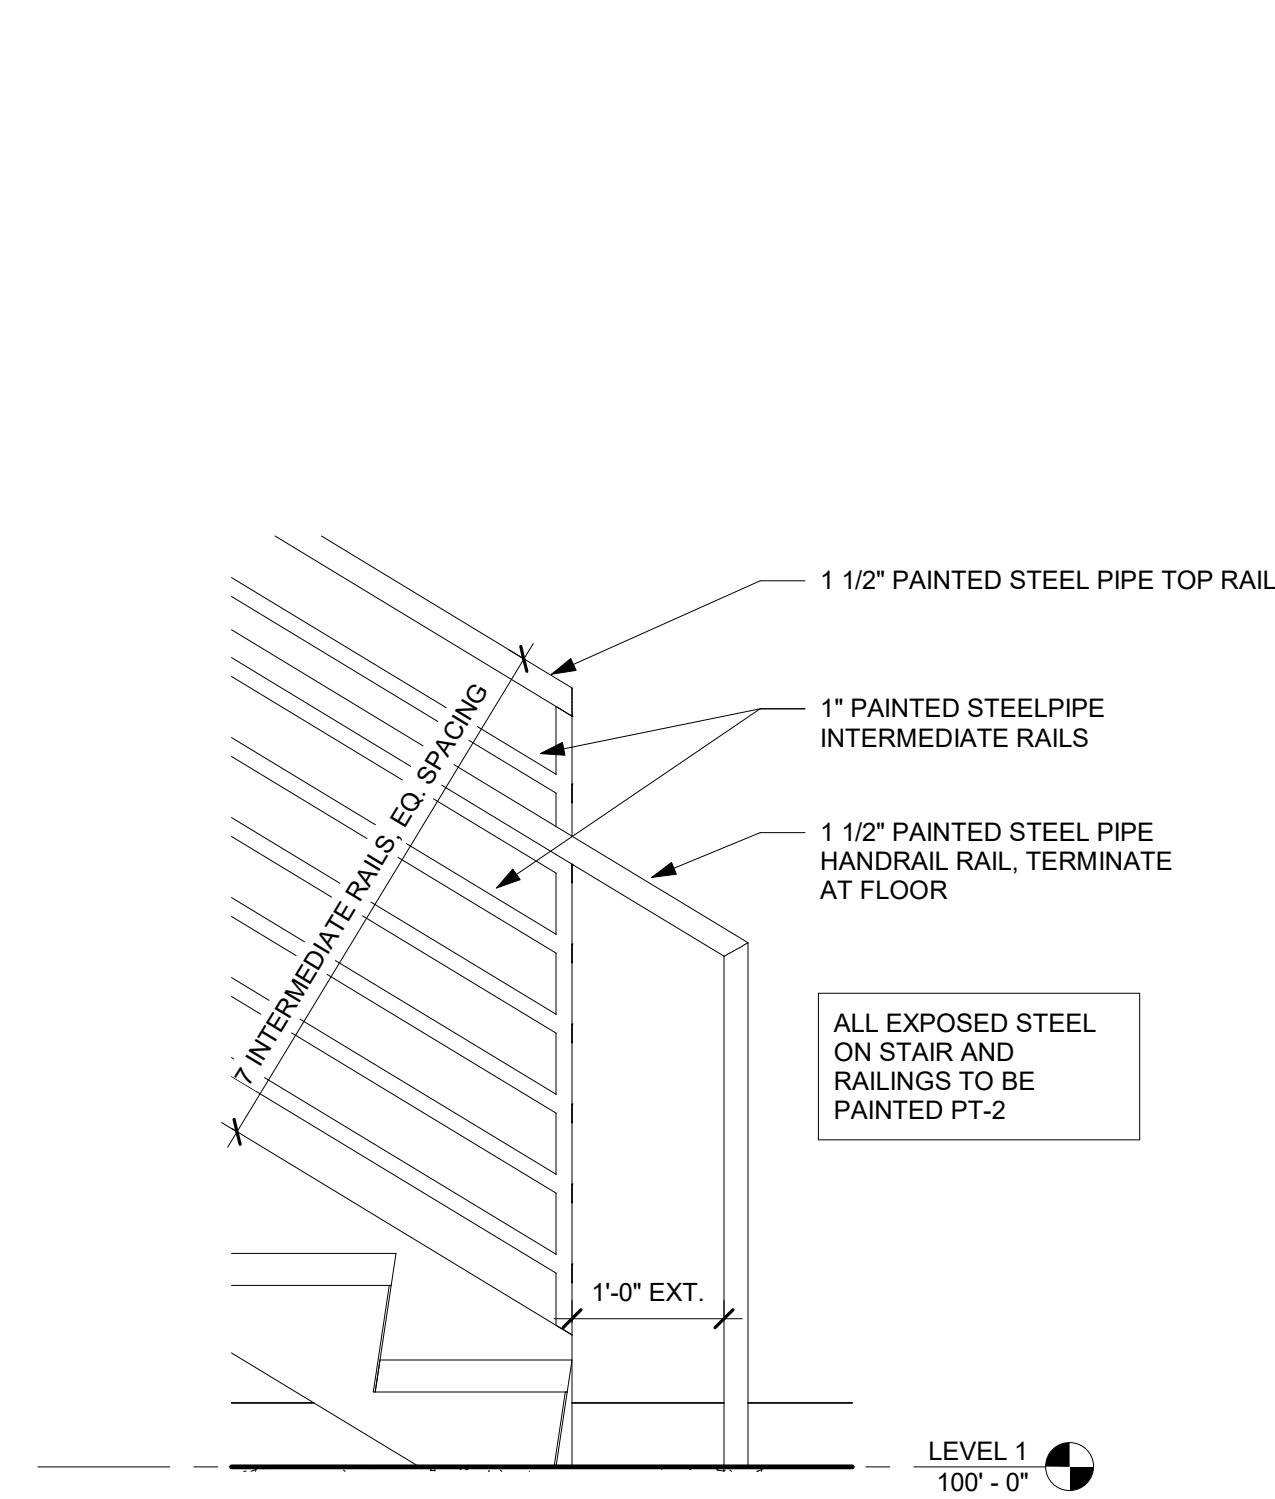 1 1/2" PAINTED STEEL PIPE TOP RAIL
1" PAINTED STEELPIPE
INTERMEDIATE RAILS
7 INTERMEDIATE RAILS, EQ. SPACING
1 1/2" PAINTED STEEL PIPE
HANDRAIL RAIL, TERMINATE
AT FLOOR
ALL EXPOSED STEEL
ON STAIR AND
RAILINGS TO BE
PAINTED PT-2
1'-0" EXT.
LEVEL 1
100' - 0"